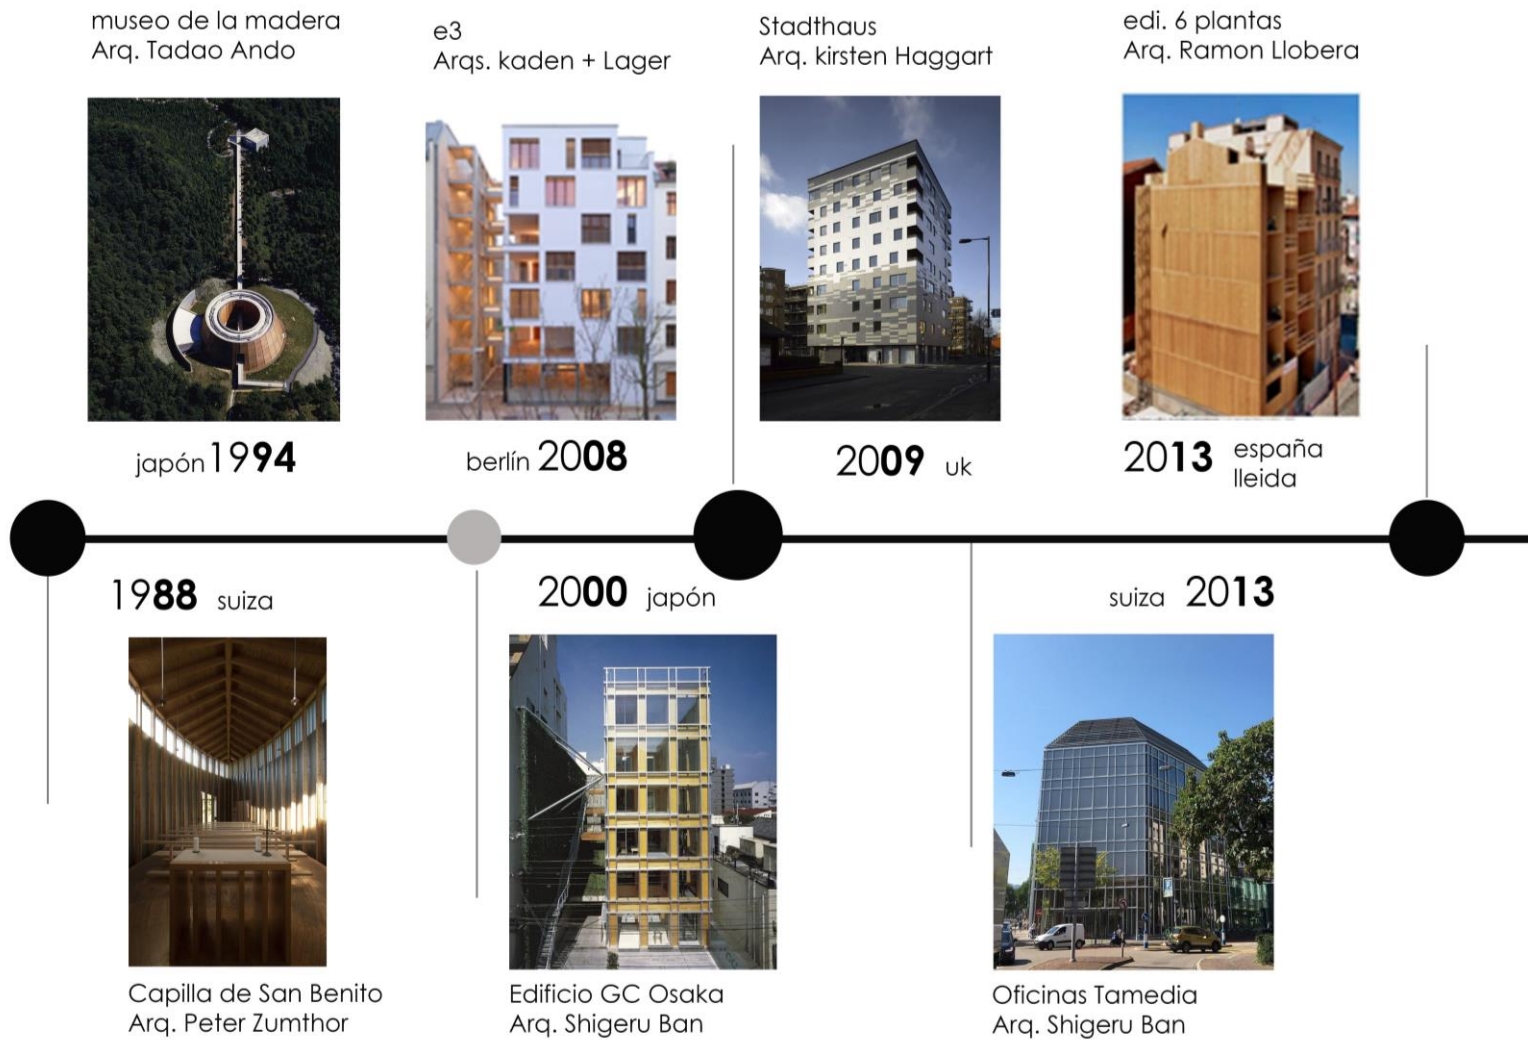 museo de la madera
Arq. Tadao Ando
e3
Arqs. kaden + Lager
Stadthaus
Arq. kirsten Haggart
edi. 6 plantas
Arq. Ramon Llobera
japón 1994
berlín 2008
2009 uk
2013 españa
lleida
1988 suiza
2000 japón
suiza 2013
Capilla de San Benito
Arq. Peter Zumthor
Edificio GC Osaka
Arq. Shigeru Ban
Oficinas Tamedia
Arq. Shigeru Ban